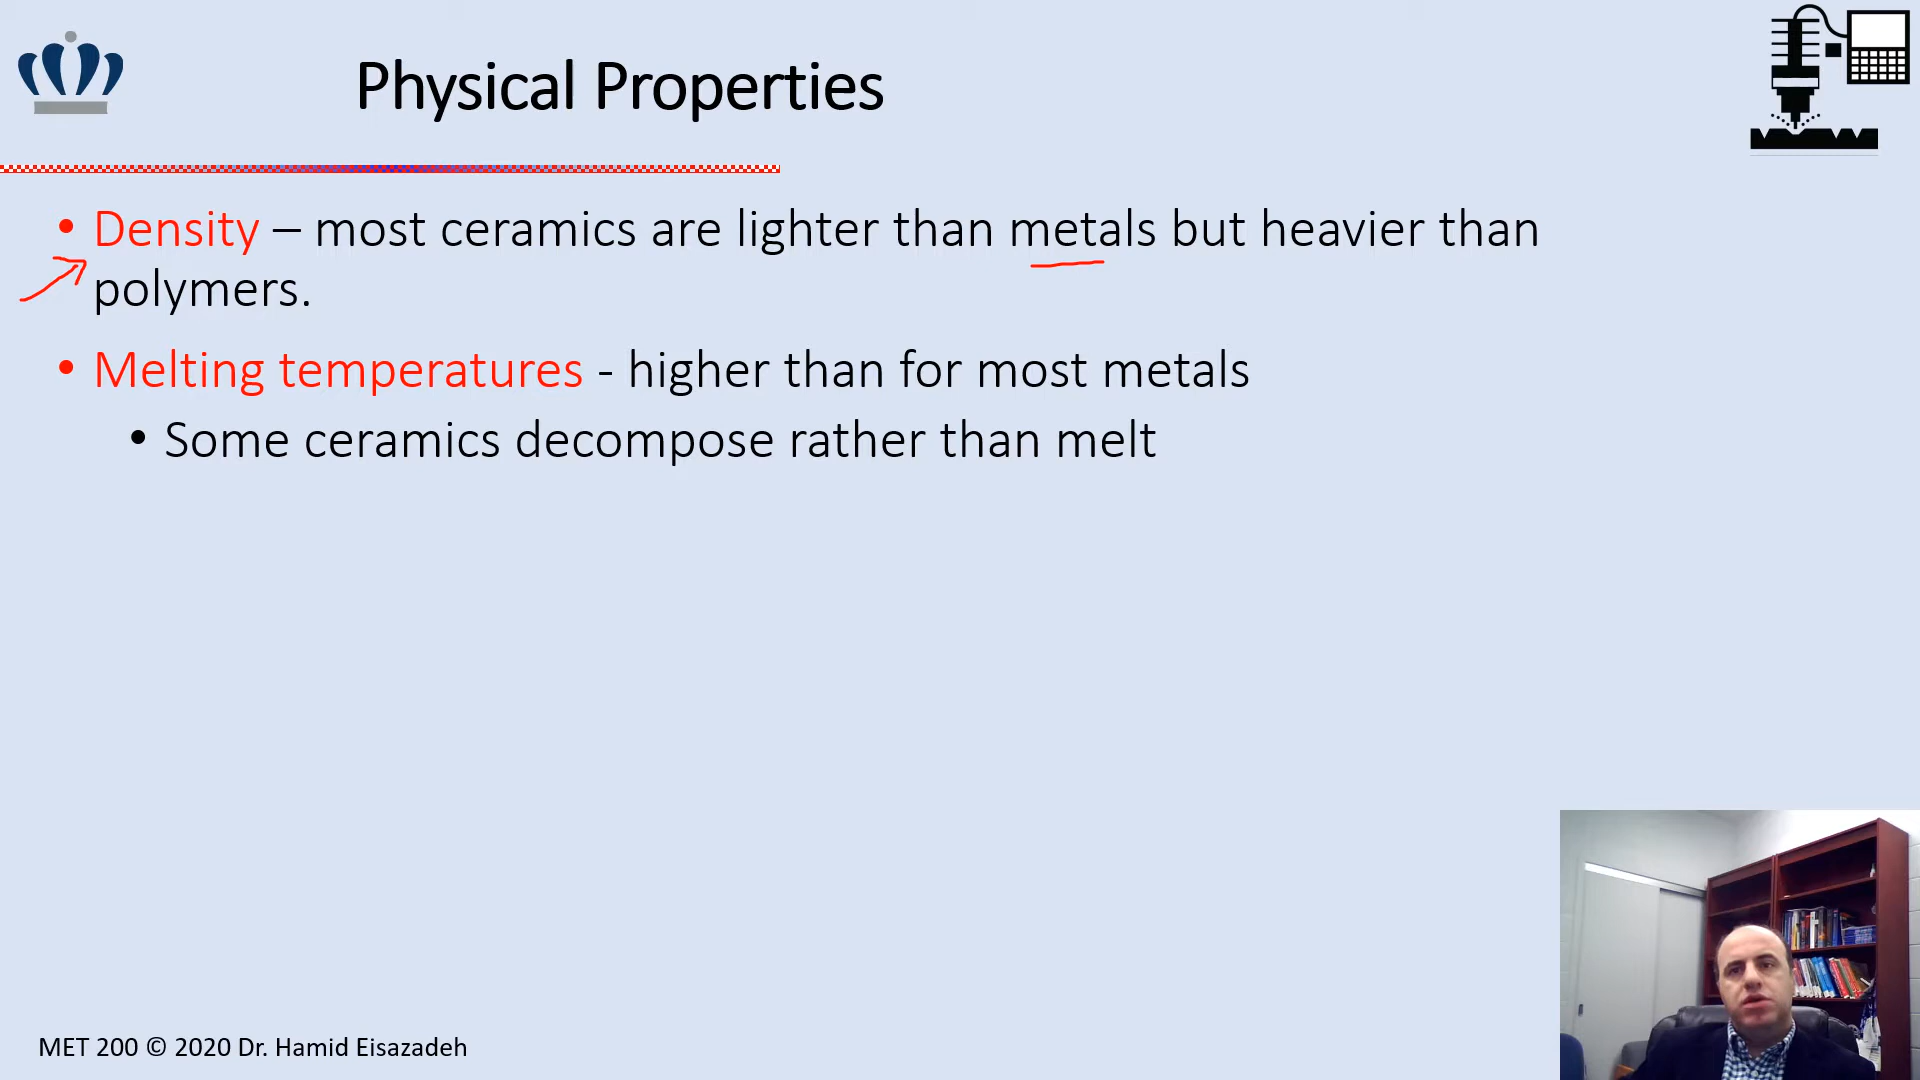 Physical Properties
• Density – most ceramics are lighter than metals but heavier than
polymers.
• Melting temperatures - higher than for most metals
• Some ceramics decompose rather than melt
MET 200 © 2020 Dr. Hamid Eisazadeh